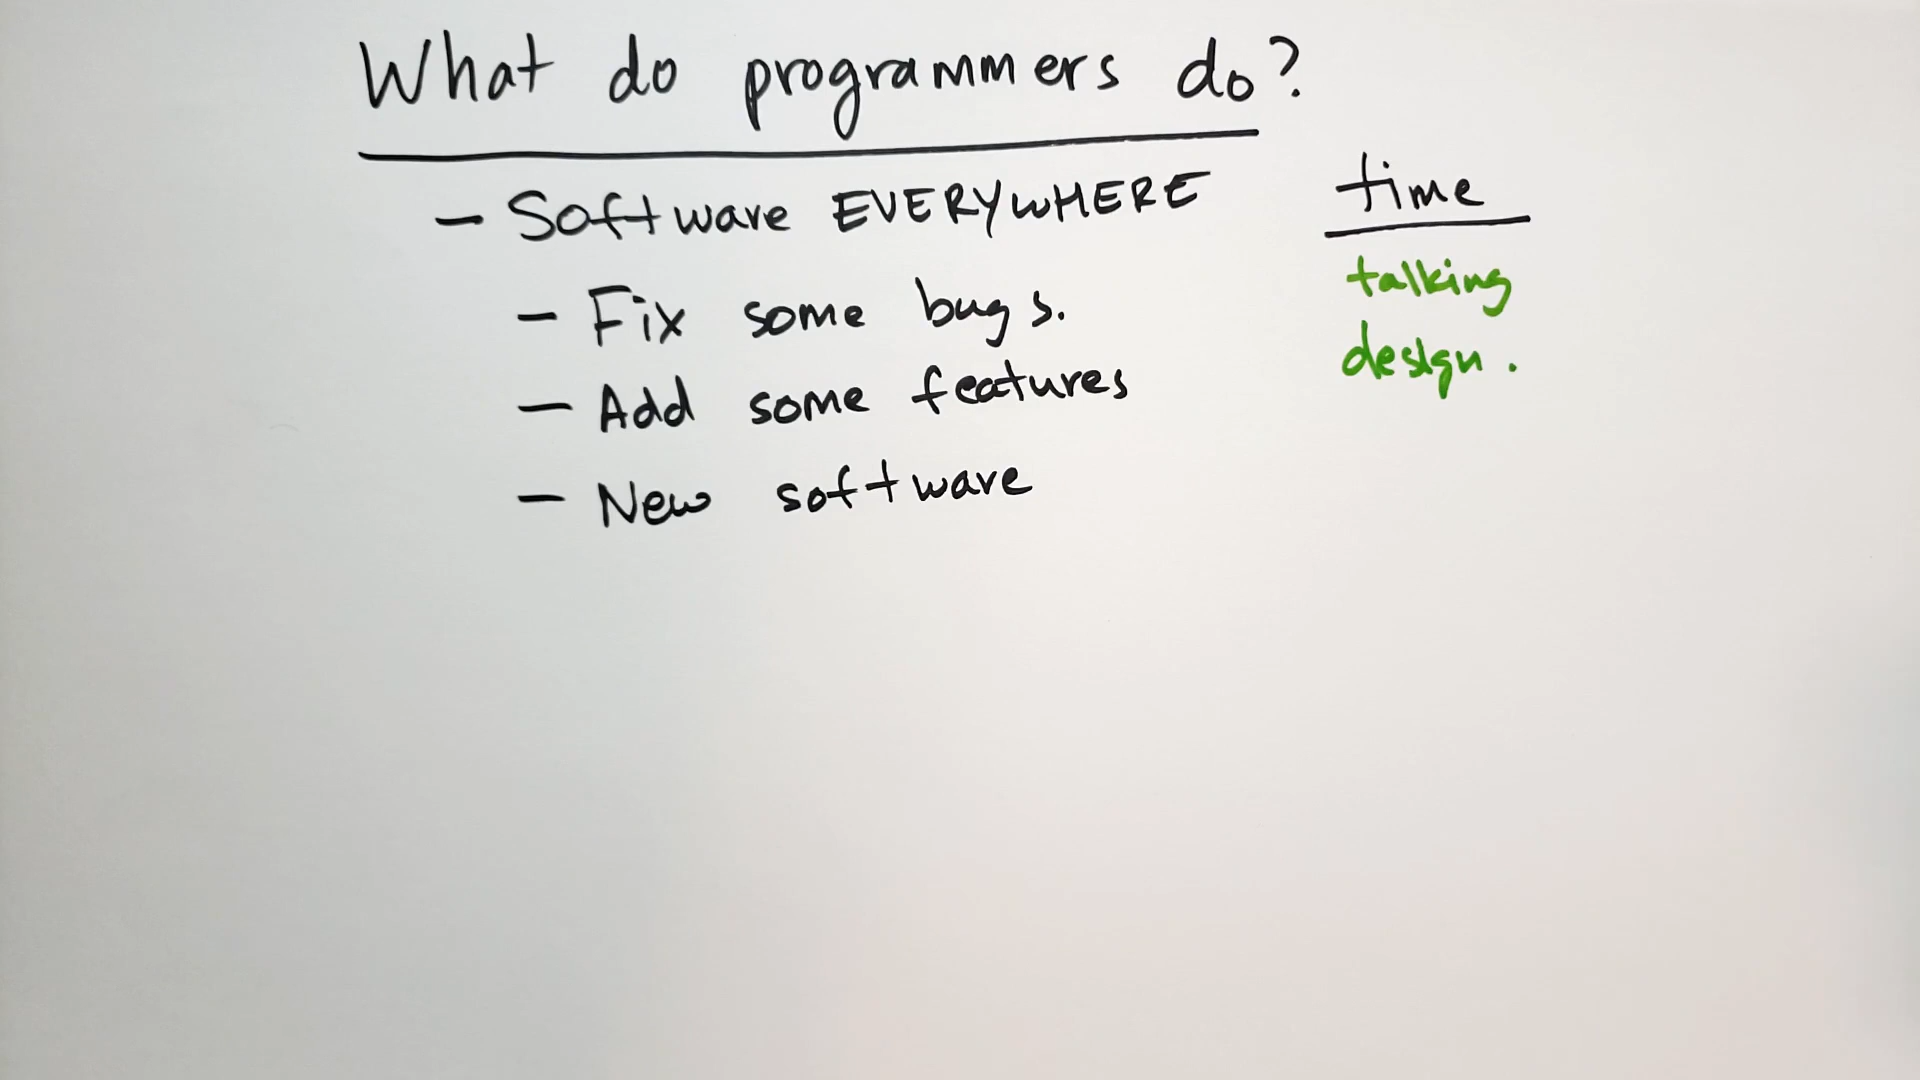 What do programmers do?
- Software EVERYWHERE
- Fix some bugs.
- Add some features
- New software
time
talking
design.